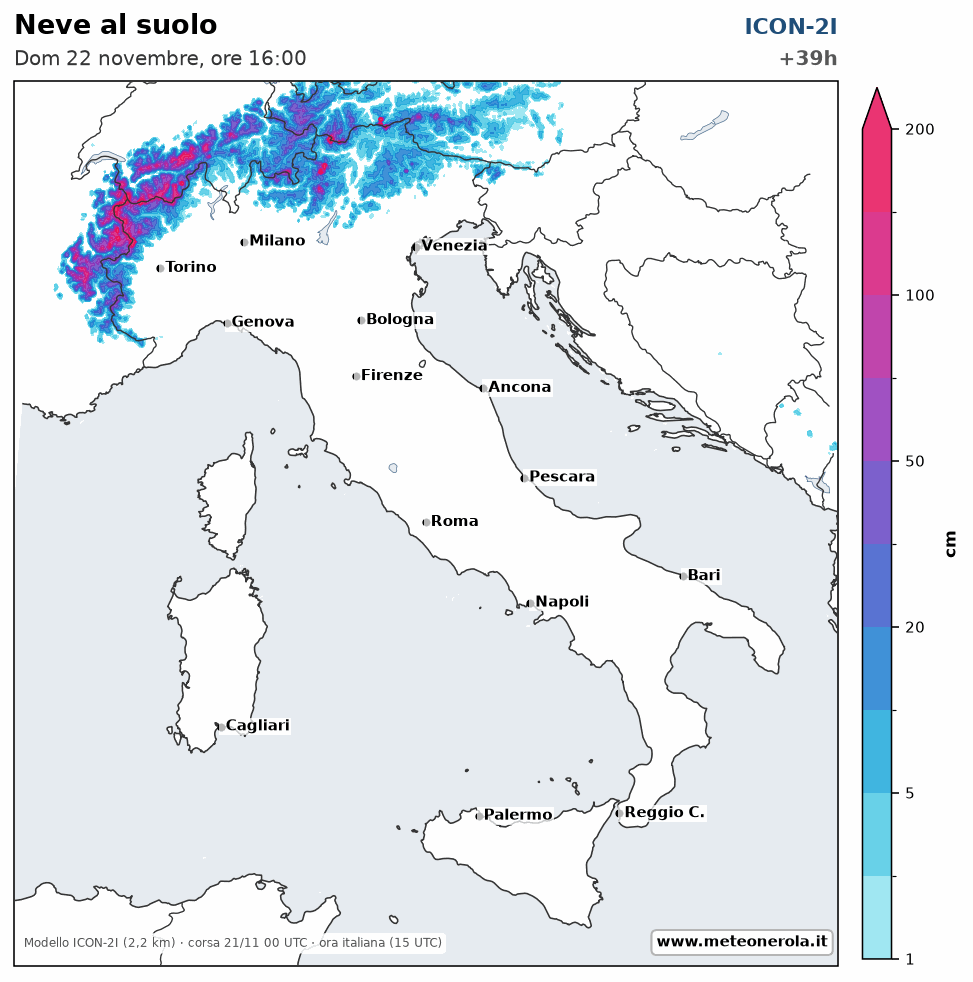 Neve al suolo
ICON-2I
Dom 22 novembre, ore 16:00
+39h
200
Milano
Venezia
Torino
100
Genova
Bologna
Firenze
Ancona
50
Pescara
Roma
cm
Bari
Napoli
20
Cagliari
5
Palermo
Reggio C.
Modello ICON-2I (2,2 km) · corsa 21/11 00 UTC · ora italiana (15 UTC)
www.meteonerola.it
1